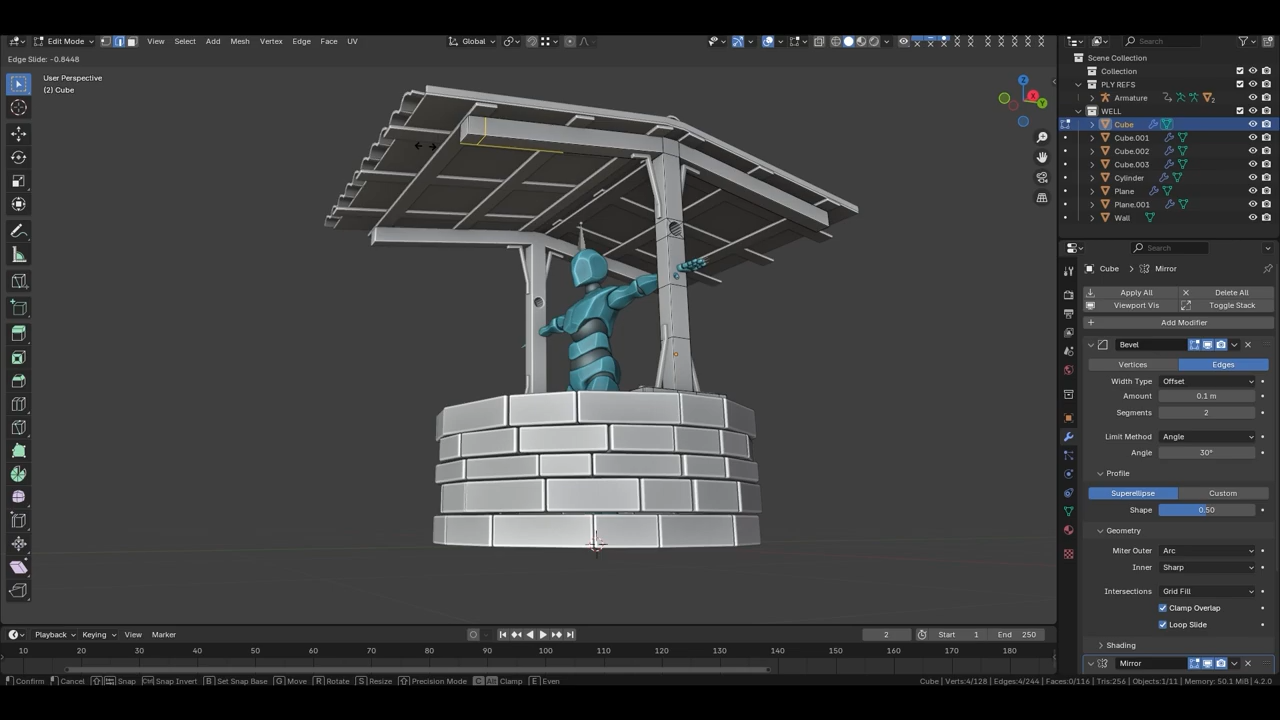 Edit Mode View Select Add Mesh Vertex Edge Face UV Global
Edge Slide: -0.8448
User Perspective
(2) Cube
Z
X
Y
Search
Scene Collection
Collection
PLY REFS
Armature 2
WELL
Cube
Cube.001
Cube.002
Cube.003
Cylinder
Plane
Plane.001
Wall
Search
Cube Mirror
Apply All Delete All
Viewport Vis Toggle Stack
Add Modifier
Bevel
Vertices Edges
Width Type Offset
Amount 0.1 m
Segments 2
Limit Method Angle
Angle 30°
Profile
Superellipse Custom
Shape 0.50
Geometry
Miter Outer Arc
Inner Sharp
Intersections Grid Fill
Clamp Overlap
Loop Slide
Shading
Mirror
Playback Keying View Marker 2 Start 1 End 250
10 20 30 40 50 60 70 80 90 100 110 120 130 140 150 160 170 180
Confirm Cancel Snap Ctrl Snap Invert B Set Snap Base G Move R Rotate S Resize Precision Mode C Alt Clamp E Even Cube | Verts:4/128 | Edges:4/244 | Faces:0/116 | Tris:256 | Objects:1/11 | Memory: 50.1 MiB | 4.2.0